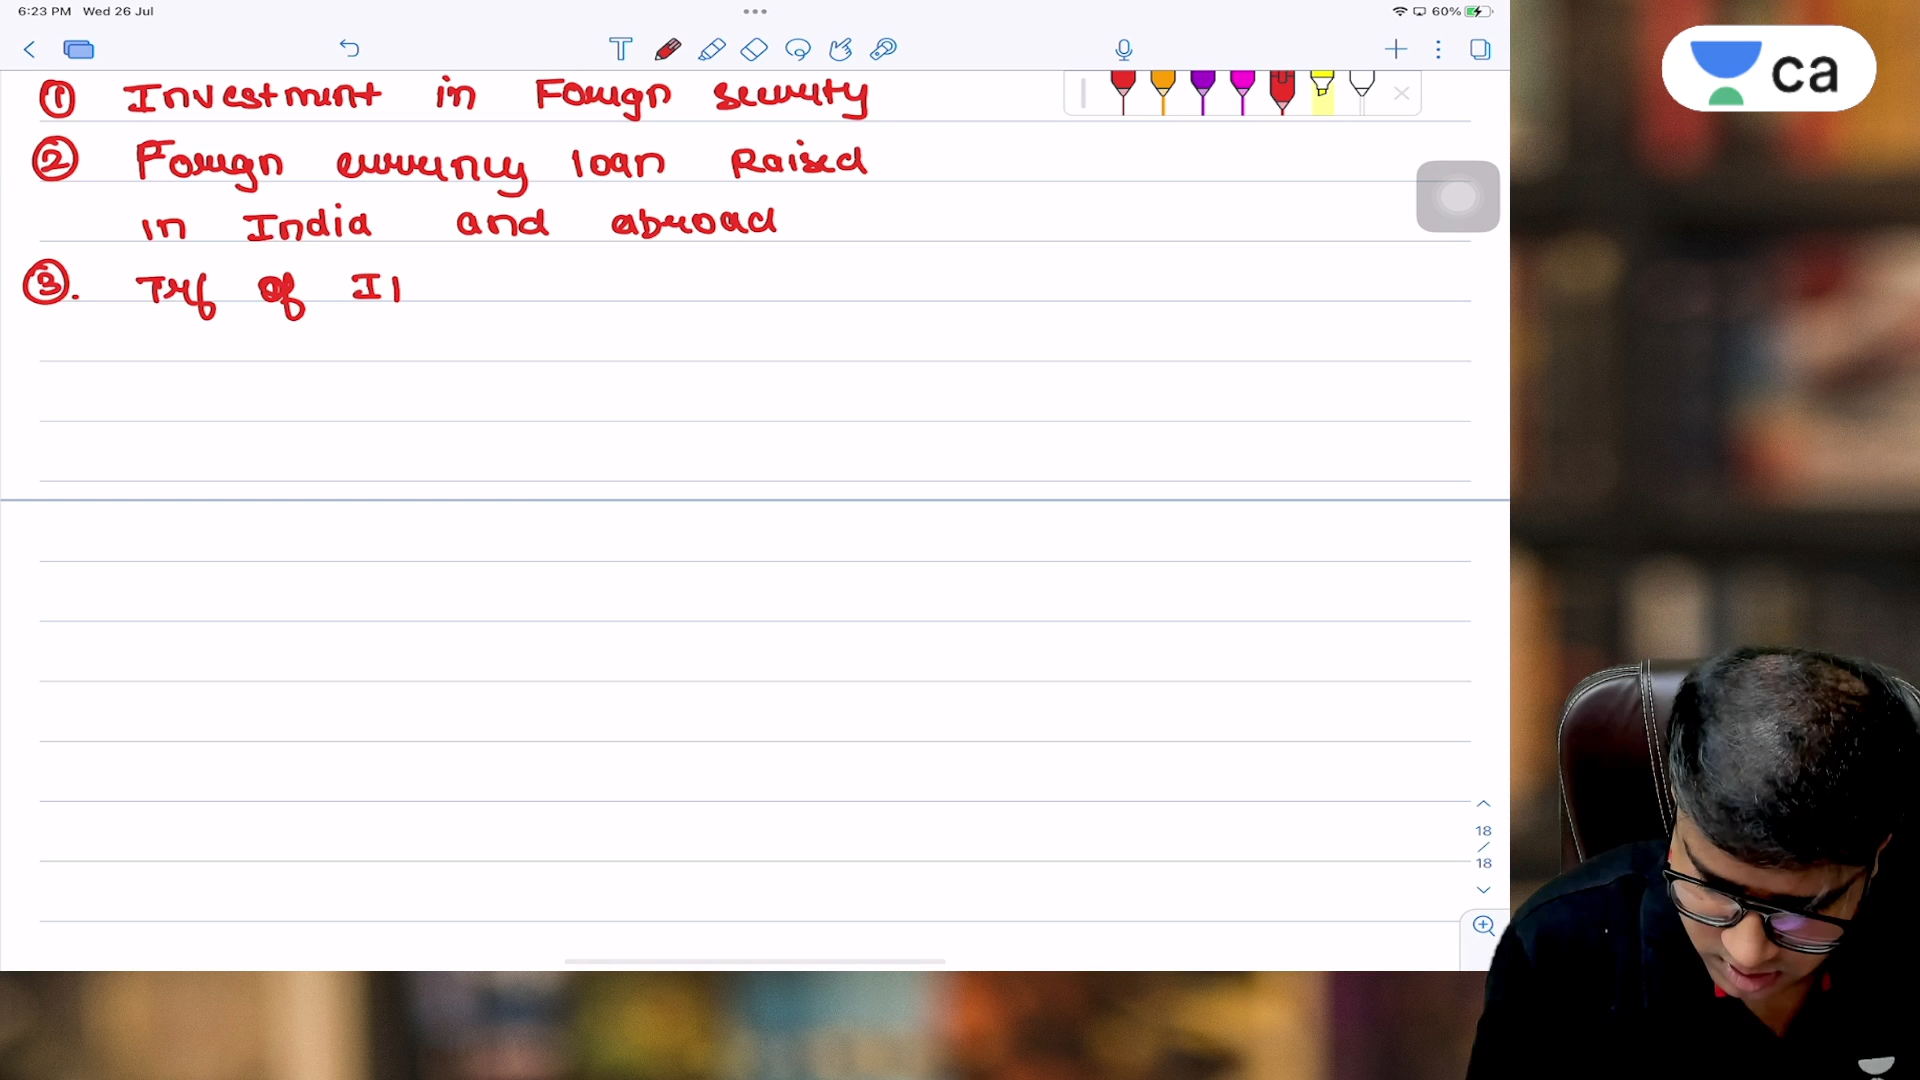 6:23 PM Wed 26 Jul
60%
T
ca
① Investment in Foreign security
② Foreign currency loan Raised
in India and abroad
③. Trf of I
18
/
18